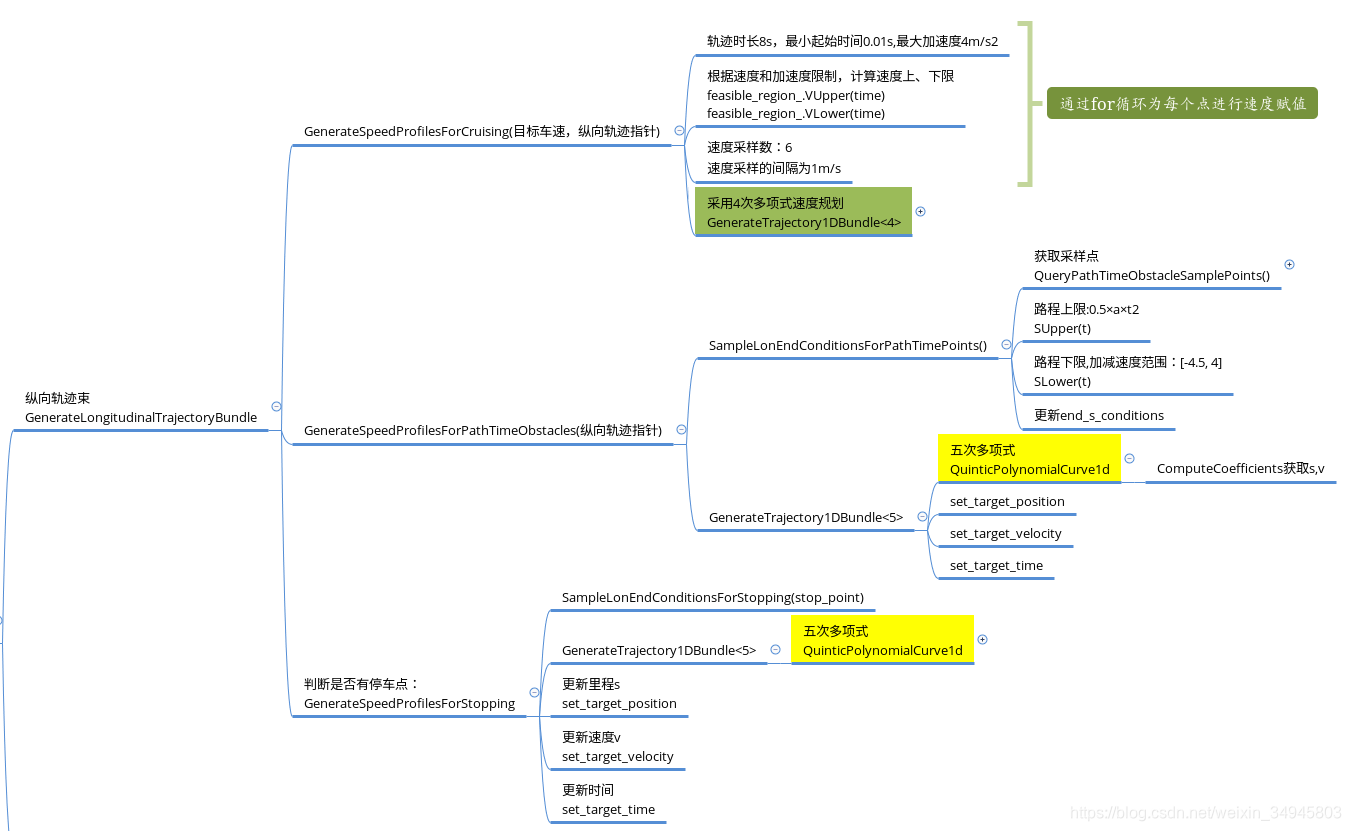 轨迹时长8s，最小起始时间0.01s,最大加速度4m/s2
根据速度和加速度限制，计算速度上、下限
feasible_region_.VUpper(time)
feasible_region_.VLower(time)
通过for循环为每个点进行速度赋值
GenerateSpeedProfilesForCruising(目标车速，纵向轨迹指针)
速度采样数：6
速度采样的间隔为1m/s
采用4次多项式速度规划
GenerateTrajectory1DBundle<4>
获取采样点
QueryPathTimeObstacleSamplePoints()
路程上限:0.5×a×t2
SUpper(t)
SampleLonEndConditionsForPathTimePoints()
路程下限,加减速度范围：[-4.5, 4]
SLower(t)
更新end_s_conditions
纵向轨迹束
GenerateLongitudinalTrajectoryBundle
GenerateSpeedProfilesForPathTimeObstacles(纵向轨迹指针)
五次多项式
QuinticPolynomialCurve1d
ComputeCoefficients获取s,v
set_target_position
GenerateTrajectory1DBundle<5>
set_target_velocity
set_target_time
SampleLonEndConditionsForStopping(stop_point)
GenerateTrajectory1DBundle<5>
五次多项式
QuinticPolynomialCurve1d
判断是否有停车点：
GenerateSpeedProfilesForStopping
更新里程s
set_target_position
更新速度v
set_target_velocity
更新时间
set_target_time
https://blog.csdn.net/weixin_34945803